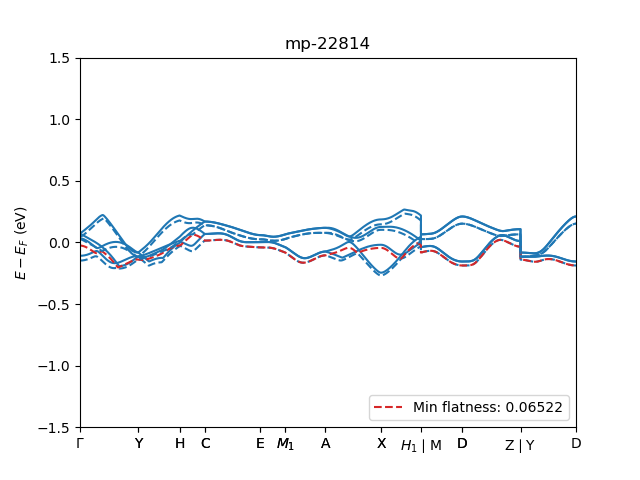 mp-22814
1.5
1.0
0.5
0.0
−0.5
−1.0
−1.5
E − E_F (eV)
Min flatness: 0.06522
Γ Y H C E M₁ A X H₁ | M D Z | Y D